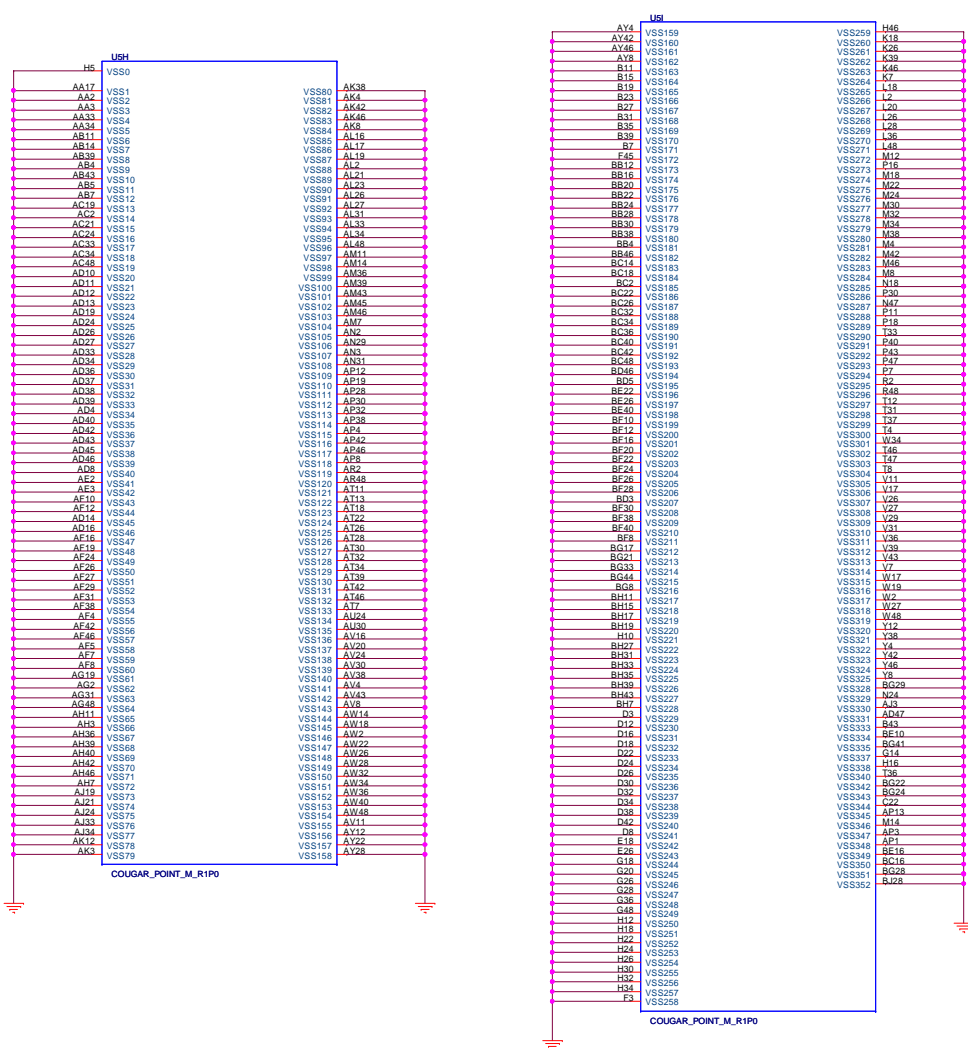 U5H
H5 VSS0
AA17 VSS1 VSS80 AK38
AA2 VSS2 VSS81 AK4
AA3 VSS3 VSS82 AK42
AA33 VSS4 VSS83 AK46
AA34 VSS5 VSS84 AK8
AB11 VSS6 VSS85 AL16
AB14 VSS7 VSS86 AL17
AB39 VSS8 VSS87 AL19
AB4 VSS9 VSS88 AL2
AB43 VSS10 VSS89 AL21
AB5 VSS11 VSS90 AL23
AB7 VSS12 VSS91 AL26
AC19 VSS13 VSS92 AL27
AC2 VSS14 VSS93 AL31
AC21 VSS15 VSS94 AL33
AC24 VSS16 VSS95 AL34
AC33 VSS17 VSS96 AL48
AC34 VSS18 VSS97 AM11
AC48 VSS19 VSS98 AM14
AD10 VSS20 VSS99 AM36
AD11 VSS21 VSS100 AM39
AD12 VSS22 VSS101 AM43
AD13 VSS23 VSS102 AM45
AD19 VSS24 VSS103 AM46
AD24 VSS25 VSS104 AM7
AD26 VSS26 VSS105 AN2
AD27 VSS27 VSS106 AN29
AD33 VSS28 VSS107 AN3
AD34 VSS29 VSS108 AN31
AD36 VSS30 VSS109 AP12
AD37 VSS31 VSS110 AP19
AD38 VSS32 VSS111 AP28
AD39 VSS33 VSS112 AP30
AD4 VSS34 VSS113 AP32
AD40 VSS35 VSS114 AP38
AD42 VSS36 VSS115 AP4
AD43 VSS37 VSS116 AP42
AD45 VSS38 VSS117 AP46
AD46 VSS39 VSS118 AP8
AD8 VSS40 VSS119 AR2
AE2 VSS41 VSS120 AR48
AE3 VSS42 VSS121 AT11
AF10 VSS43 VSS122 AT13
AF12 VSS44 VSS123 AT18
AD14 VSS45 VSS124 AT22
AD16 VSS46 VSS125 AT26
AF16 VSS47 VSS126 AT28
AF19 VSS48 VSS127 AT30
AF24 VSS49 VSS128 AT32
AF26 VSS50 VSS129 AT34
AF27 VSS51 VSS130 AT39
AF29 VSS52 VSS131 AT42
AF31 VSS53 VSS132 AT46
AF38 VSS54 VSS133 AT7
AF4 VSS55 VSS134 AU24
AF42 VSS56 VSS135 AU30
AF46 VSS57 VSS136 AV16
AF5 VSS58 VSS137 AV20
AF7 VSS59 VSS138 AV24
AF8 VSS60 VSS139 AV30
AG19 VSS61 VSS140 AV38
AG2 VSS62 VSS141 AV4
AG31 VSS63 VSS142 AV43
AG48 VSS64 VSS143 AV8
AH11 VSS65 VSS144 AW14
AH3 VSS66 VSS145 AW18
AH36 VSS67 VSS146 AW2
AH39 VSS68 VSS147 AW22
AH40 VSS69 VSS148 AW26
AH42 VSS70 VSS149 AW28
AH46 VSS71 VSS150 AW32
AH7 VSS72 VSS151 AW34
AJ19 VSS73 VSS152 AW36
AJ21 VSS74 VSS153 AW40
AJ24 VSS75 VSS154 AW48
AJ33 VSS76 VSS155 AV11
AJ34 VSS77 VSS156 AY12
AK12 VSS78 VSS157 AY22
AK3 VSS79 VSS158 AY28
COUGAR_POINT_M_R1P0
U5I
AY4 VSS159 VSS259 H46
AY42 VSS160 VSS260 K18
AY46 VSS161 VSS261 K26
AY8 VSS162 VSS262 K39
B11 VSS163 VSS263 K46
B15 VSS164 VSS264 K7
B19 VSS165 VSS265 L18
B23 VSS166 VSS266 L2
B27 VSS167 VSS267 L20
B31 VSS168 VSS268 L26
B35 VSS169 VSS269 L28
B39 VSS170 VSS270 L36
B7 VSS171 VSS271 L48
F45 VSS172 VSS272 M12
BB12 VSS173 VSS273 P16
BB16 VSS174 VSS274 M18
BB20 VSS175 VSS275 M22
BB22 VSS176 VSS276 M24
BB24 VSS177 VSS277 M30
BB28 VSS178 VSS278 M32
BB30 VSS179 VSS279 M34
BB38 VSS180 VSS280 M38
BB4 VSS181 VSS281 M4
BB46 VSS182 VSS282 M42
BC14 VSS183 VSS283 M46
BC18 VSS184 VSS284 M8
BC2 VSS185 VSS285 N18
BC22 VSS186 VSS286 P30
BC26 VSS187 VSS287 N47
BC32 VSS188 VSS288 P11
BC34 VSS189 VSS289 P18
BC36 VSS190 VSS290 T33
BC40 VSS191 VSS291 P40
BC42 VSS192 VSS292 P43
BC48 VSS193 VSS293 P47
BD46 VSS194 VSS294 P7
BD5 VSS195 VSS295 R2
BE22 VSS196 VSS296 R48
BE26 VSS197 VSS297 T12
BE40 VSS198 VSS298 T31
BF10 VSS199 VSS299 T37
BF12 VSS200 VSS300 T4
BF16 VSS201 VSS301 W34
BF20 VSS202 VSS302 T46
BF22 VSS203 VSS303 T47
BF24 VSS204 VSS304 T8
BF26 VSS205 VSS305 V11
BF28 VSS206 VSS306 V17
BD3 VSS207 VSS307 V26
BF30 VSS208 VSS308 V27
BF38 VSS209 VSS309 V29
BF40 VSS210 VSS310 V31
BF8 VSS211 VSS311 V36
BG17 VSS212 VSS312 V39
BG21 VSS213 VSS313 V43
BG33 VSS214 VSS314 V7
BG44 VSS215 VSS315 W17
BG8 VSS216 VSS316 W19
BH11 VSS217 VSS317 W2
BH15 VSS218 VSS318 W27
BH17 VSS219 VSS319 W48
BH19 VSS220 VSS320 Y12
H10 VSS221 VSS321 Y38
BH27 VSS222 VSS322 Y4
BH31 VSS223 VSS323 Y42
BH33 VSS224 VSS324 Y46
BH35 VSS225 VSS325 Y8
BH39 VSS226 VSS328 BG29
BH43 VSS227 VSS329 N24
BH7 VSS228 VSS330 AJ3
D3 VSS229 VSS331 AD47
D12 VSS230 VSS333 B43
D16 VSS231 VSS334 BE10
D18 VSS232 VSS335 BG41
D22 VSS233 VSS337 G14
D24 VSS234 VSS338 H16
D26 VSS235 VSS340 T36
D30 VSS236 VSS342 BG22
D32 VSS237 VSS343 BG24
D34 VSS238 VSS344 C22
D38 VSS239 VSS345 AP13
D42 VSS240 VSS346 M14
D8 VSS241 VSS347 AP3
E18 VSS242 VSS348 AP1
E26 VSS243 VSS349 BE16
G18 VSS244 VSS350 BC16
G20 VSS245 VSS351 BG28
G26 VSS246 VSS352 BJ28
G28 VSS247
G36 VSS248
G48 VSS249
H12 VSS250
H18 VSS251
H22 VSS252
H24 VSS253
H26 VSS254
H30 VSS255
H32 VSS256
H34 VSS257
F3 VSS258
COUGAR_POINT_M_R1P0